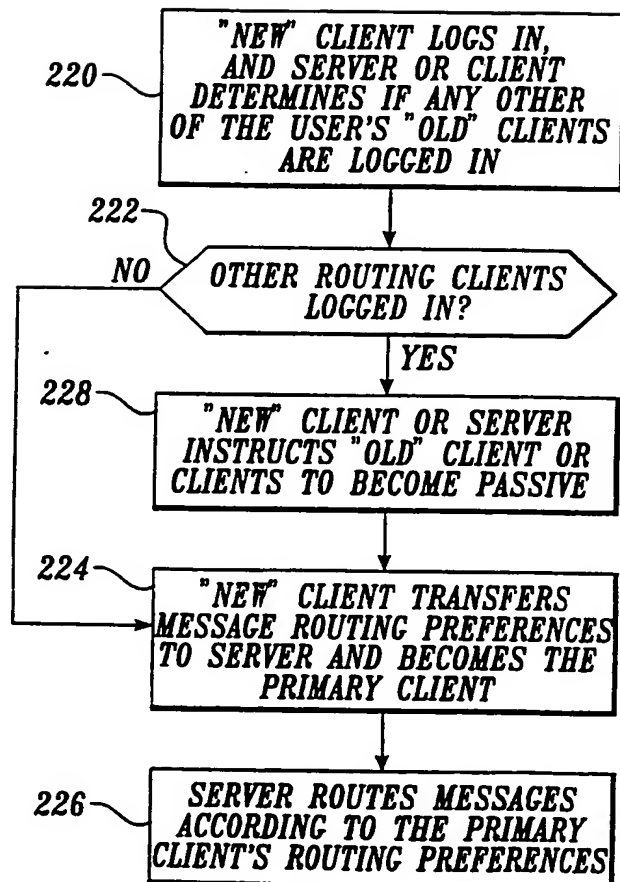 220
"NEW" CLIENT LOGS IN,
AND SERVER OR CLIENT
DETERMINES IF ANY OTHER
OF THE USER'S "OLD" CLIENTS
ARE LOGGED IN
222
NO
OTHER ROUTING CLIENTS
LOGGED IN?
YES
228
"NEW" CLIENT OR SERVER
INSTRUCTS "OLD" CLIENT OR
CLIENTS TO BECOME PASSIVE
224
"NEW" CLIENT TRANSFERS
MESSAGE ROUTING PREFERENCES
TO SERVER AND BECOMES THE
PRIMARY CLIENT
226
SERVER ROUTES MESSAGES
ACCORDING TO THE PRIMARY
CLIENT'S ROUTING PREFERENCES